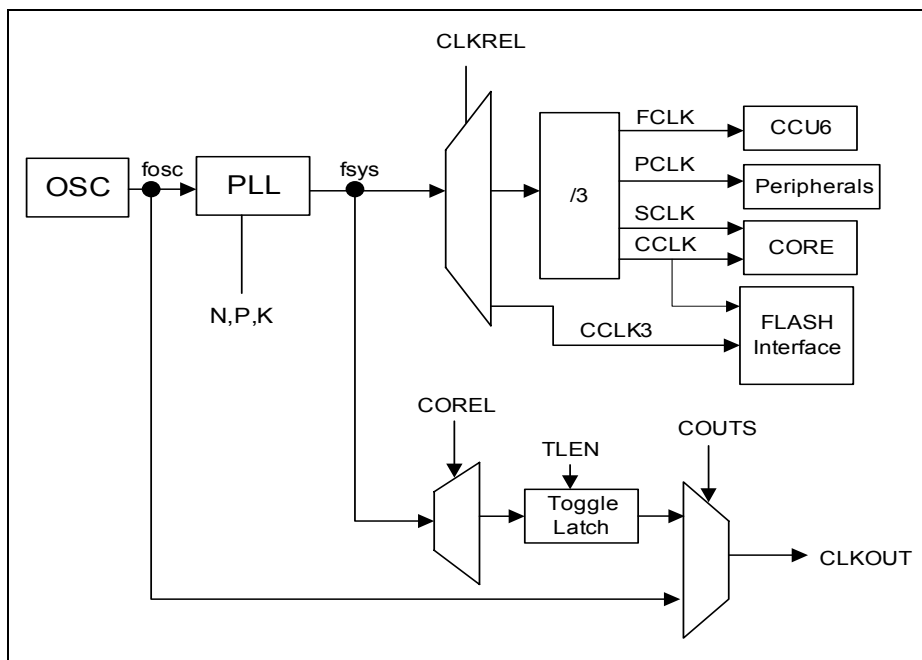 CLKREL
FCLK
CCU6
fosc
fsys
OSC
PLL
PCLK
Peripherals
/3
SCLK
CORE
CCLK
N,P,K
CCLK3
FLASH
Interface
COREL
COUTS
TLEN
Toggle
Latch
CLKOUT